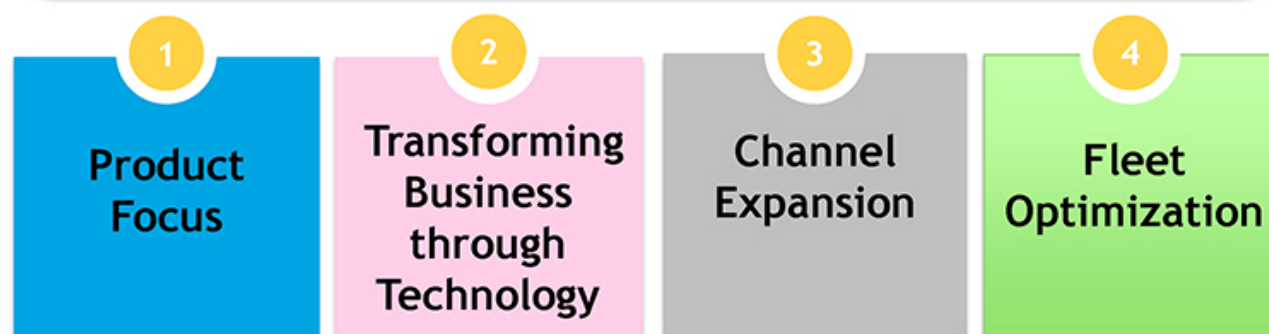 1
Product
Focus
2
Transforming
Business
through
Technology
3
Channel
Expansion
4
Fleet
Optimization